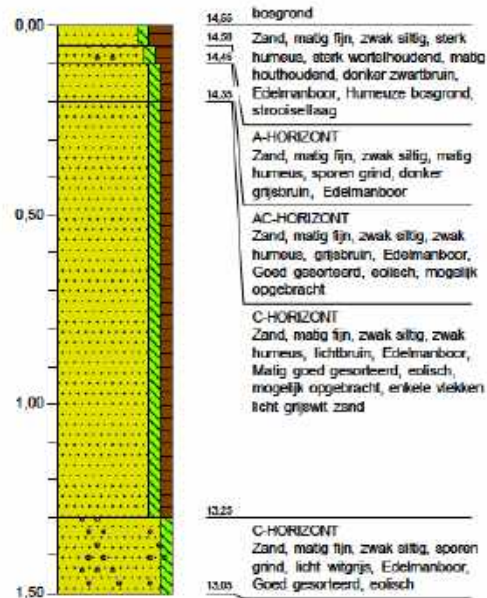 bosgrond
0,00
14,55
14,50
14,45
14,35
Zand, matig fijn, zwak siltig, sterk
humeus, sterk wortelhoudend, matig
houthoudend, donker zwartbruin,
Edelmanboor, Humeuze bosgrond,
strooisellaag
A-HORIZONT
Zand, matig fijn, zwak siltig, matig
humeus, sporen grind, donker
grijsbruin, Edelmanboor
0,50
AC-HORIZONT
Zand, matig fijn, zwak siltig, zwak
humeus, grijsbruin, Edelmanboor,
Goed gesorteerd, eolisch, mogelijk
opgebracht
C-HORIZONT
Zand, matig fijn, zwak siltig, zwak
humeus, lichtbruin, Edelmanboor,
Matig goed gesorteerd, eolisch,
mogelijk opgebracht, enkele vlekken
licht grijswit zand
1,00
13,25
C-HORIZONT
Zand, matig fijn, zwak siltig, sporen
grind, licht witgrijs, Edelmanboor,
Goed gesorteerd, eolisch
1,50
13,05